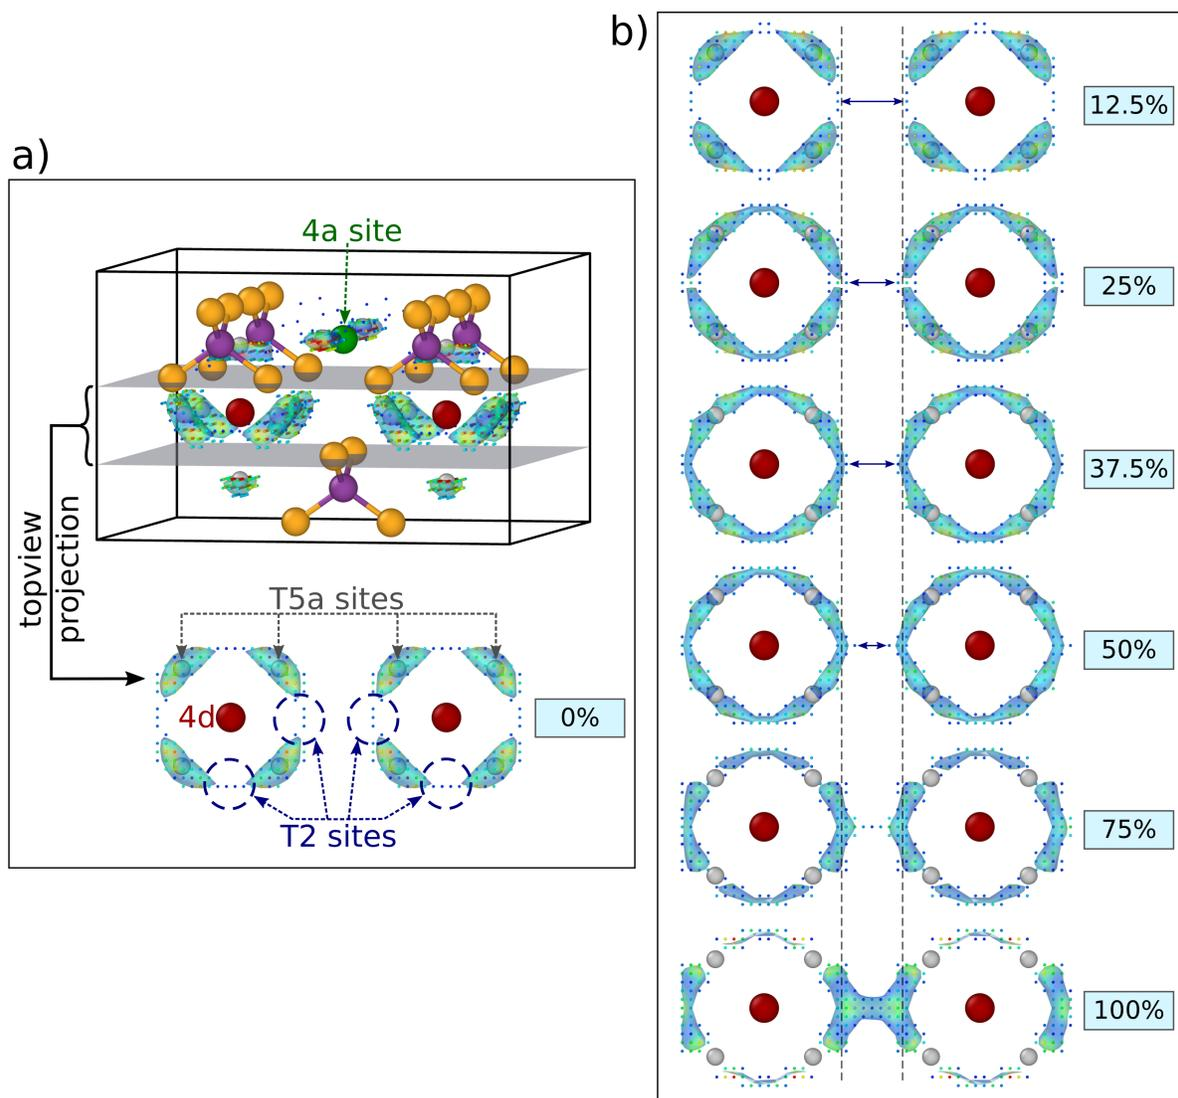 a)
4a site
topview
projection
T5a sites
4d
0%
T2 sites
b)
12.5%
25%
37.5%
50%
75%
100%